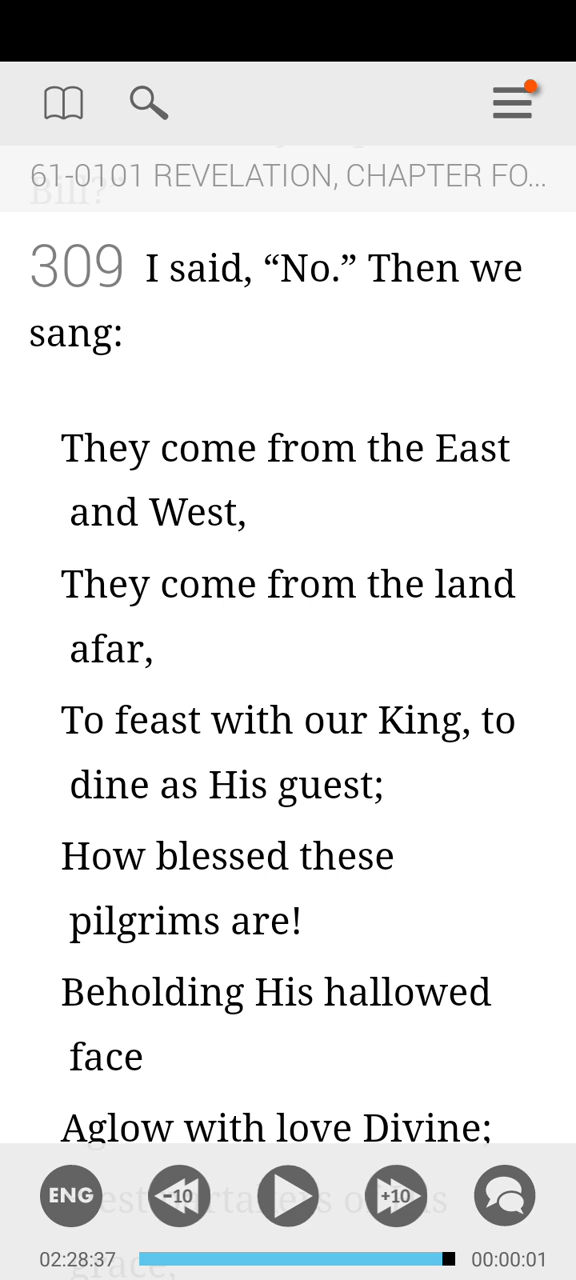 61-0101 REVELATION, CHAPTER FO...
Bill?”
309 I said, “No.” Then we
sang:
They come from the East
and West,
They come from the land
afar,
To feast with our King, to
dine as His guest;
How blessed these
pilgrims are!
Beholding His hallowed
face
Aglow with love Divine;
ENG -10 +10
grace,
02:28:37 00:00:01